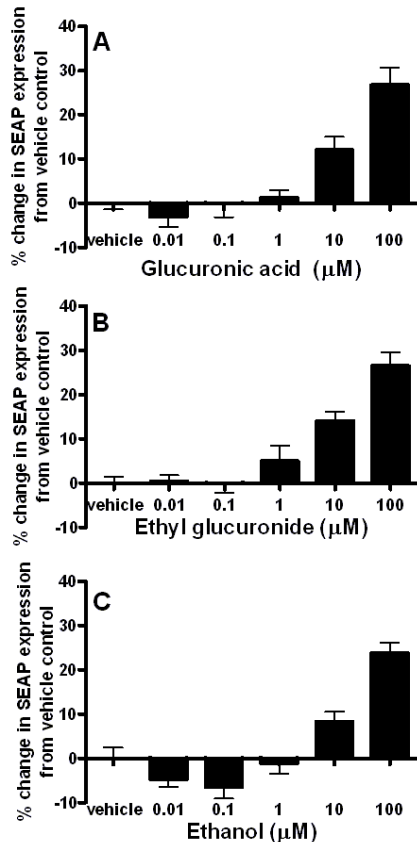 A
% change in SEAP expression
from vehicle control
40
30
20
10
0
-10
vehicle 0.01 0.1 1 10 100
Glucuronic acid (µM)
B
% change in SEAP expression
from vehicle control
40
30
20
10
0
-10
vehicle 0.01 0.1 1 10 100
Ethyl glucuronide (µM)
C
% change in SEAP expression
from vehicle control
40
30
20
10
0
-10
vehicle 0.01 0.1 1 10 100
Ethanol (µM)